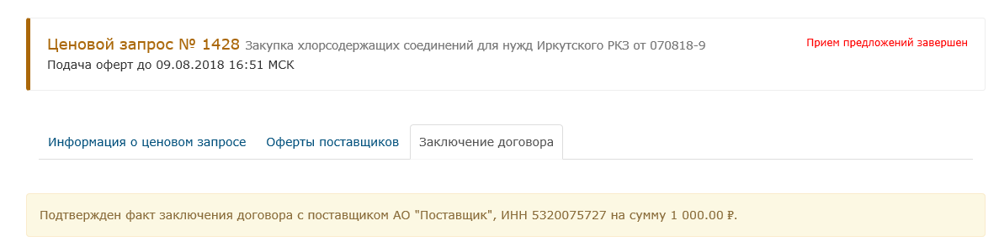 Ценовой запрос № 1428 Закупка хлорсодержащих соединений для нужд Иркутского РКЗ от 070818-9
Прием предложений завершен
Подача оферт до 09.08.2018 16:51 МСК
Информация о ценовом запросе Оферты поставщиков Заключение договора
Подтвержден факт заключения договора с поставщиком АО "Поставщик", ИНН 5320075727 на сумму 1 000.00 ₽.